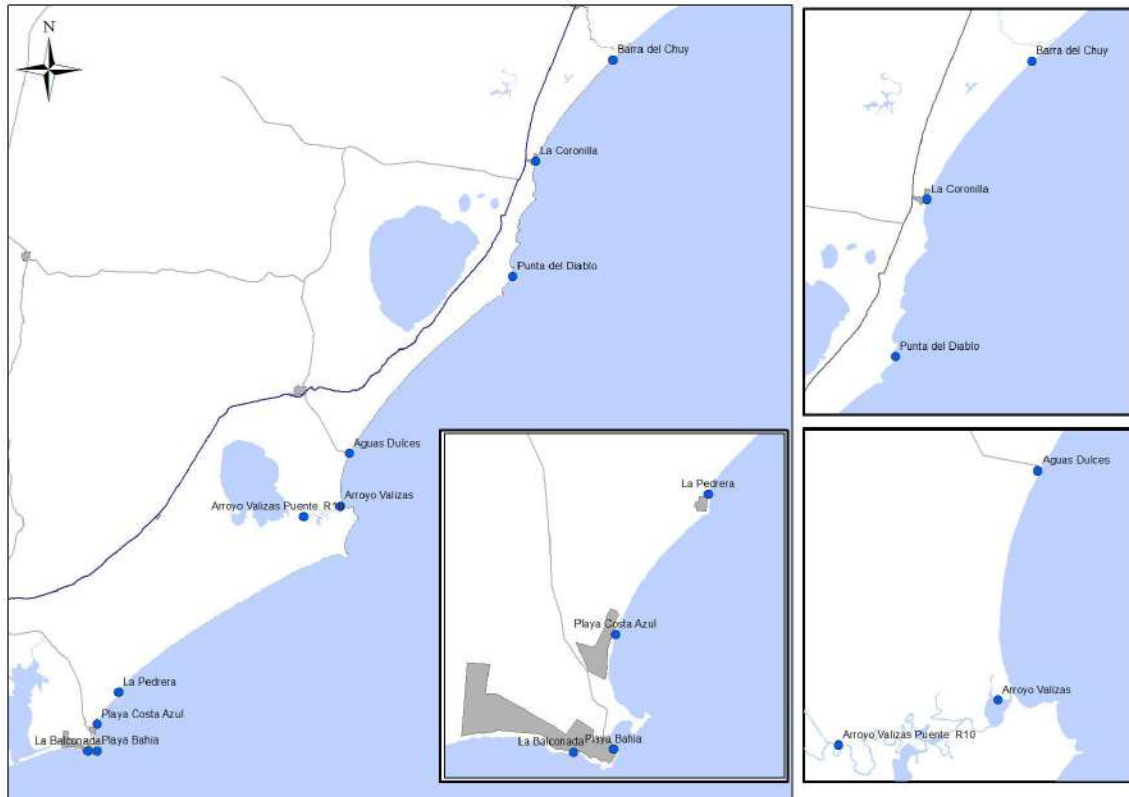 N
Barra del Chuy
La Coronilla
Punta del Diablo
Aguas Dulces
Arroyo Valizas
Arroyo Valizas Puente R10
La Pedrera
Playa Costa Azul
La Balconada
Playa Bahia
La Pedrera
Playa Costa Azul
La Balconada
Playa Bahia
Barra del Chuy
La Coronilla
Punta del Diablo
Aguas Dulces
Arroyo Valizas
Arroyo Valizas Puente R10